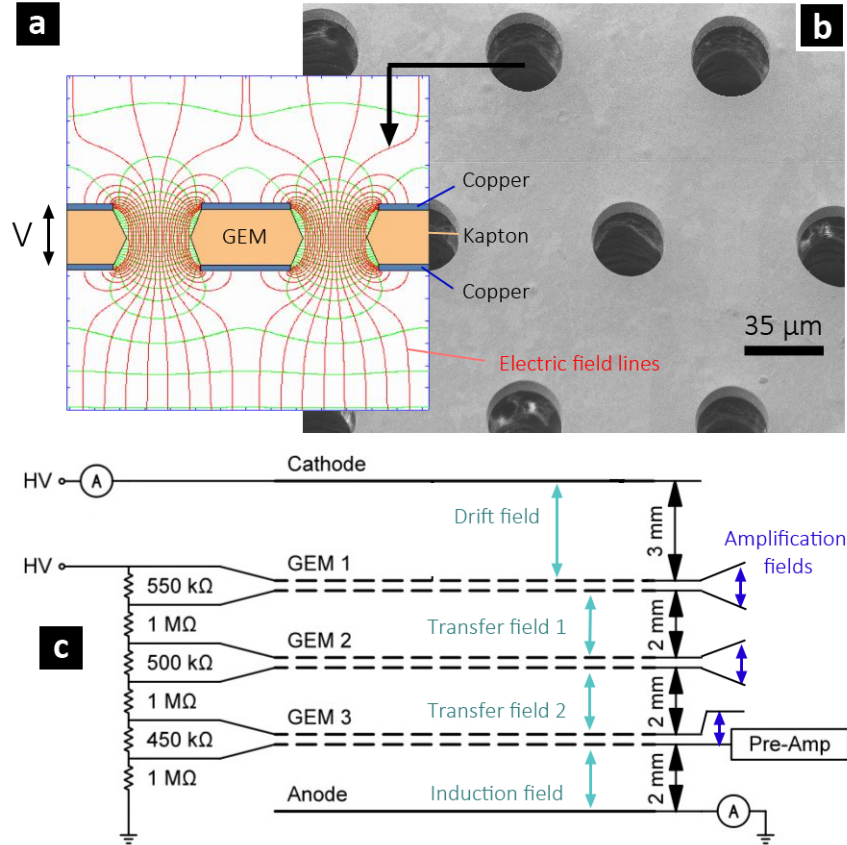 a
b
Copper
V
GEM
Kapton
Copper
35 μm
Electric field lines
HV
A
Cathode
Drift field
3 mm
Amplification
fields
HV
GEM 1
550 kΩ
1 MΩ
Transfer field 1
2 mm
c
GEM 2
500 kΩ
1 MΩ
Transfer field 2
2 mm
GEM 3
450 kΩ
Pre-Amp
1 MΩ
Anode
Induction field
2 mm
A